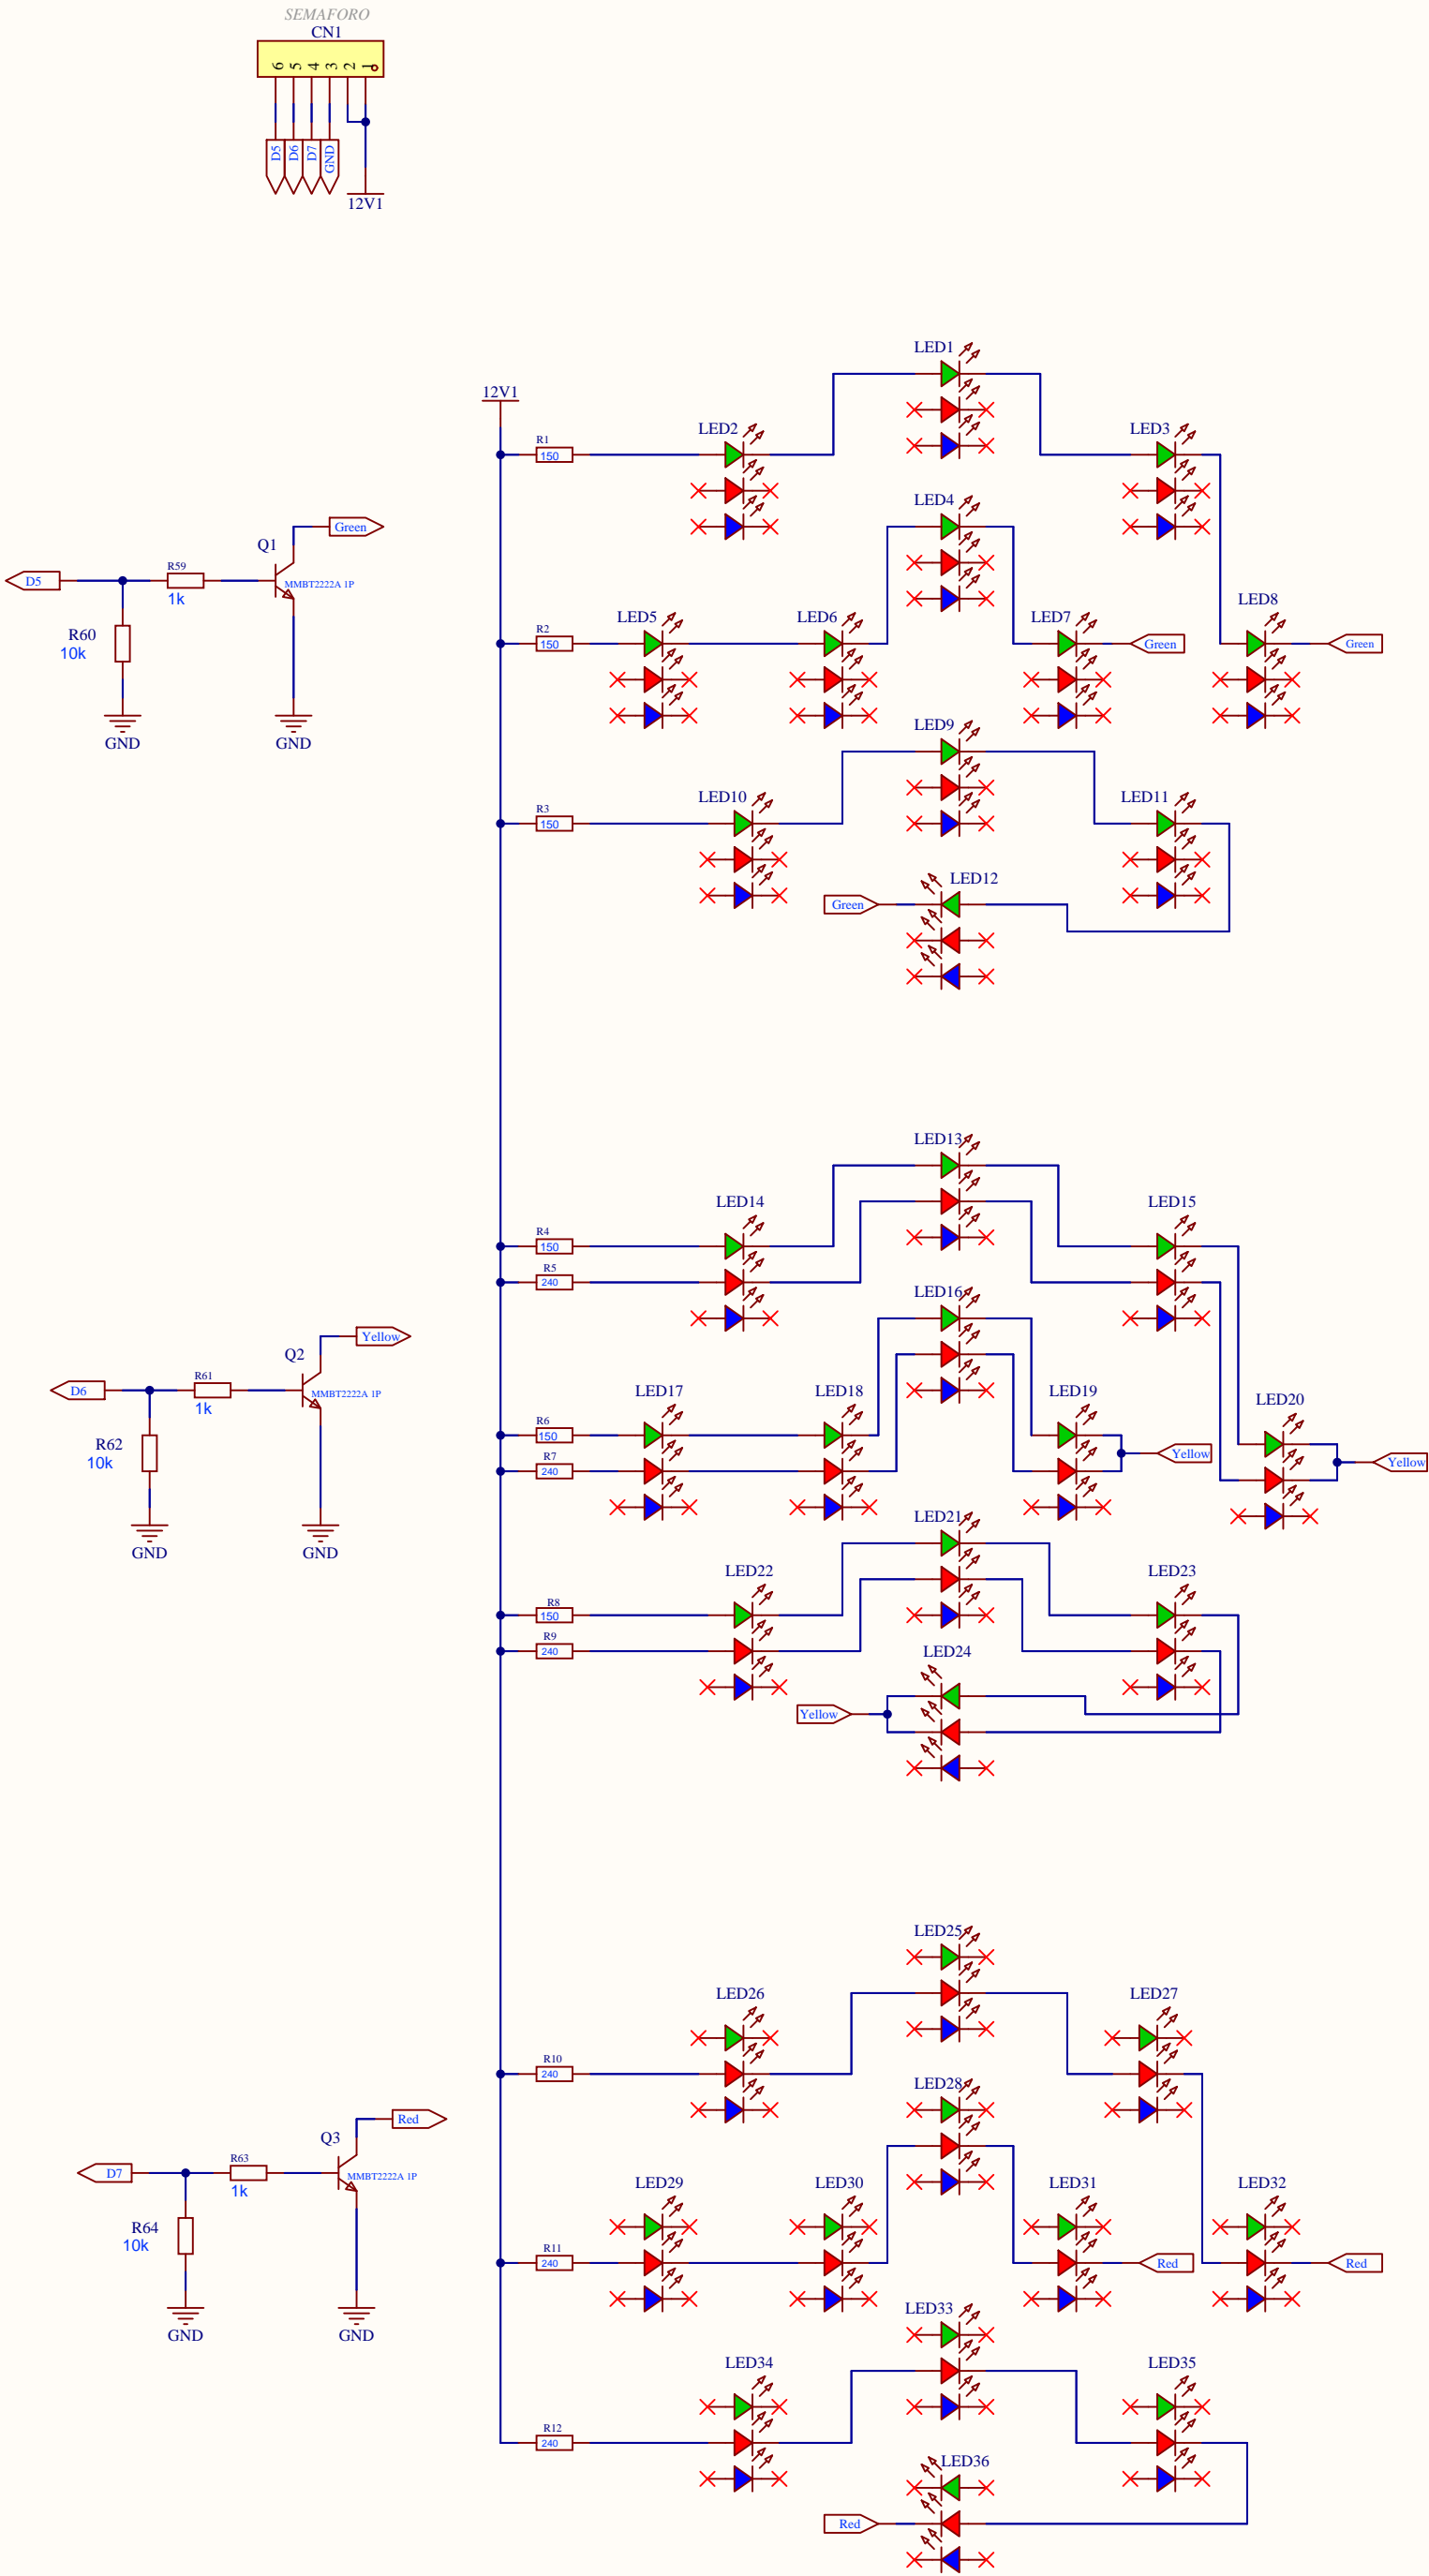 SEMAFORO
CN1
6 5 4 3 2 1
D5 D6 D7 GND
12V1
LED1
12V1
LED2
LED3
R1
150
LED4
Green
Q1
D5
R59
1k
MMBT2222A 1P
R60
10k
GND
GND
LED5
LED6
LED7
LED8
R2
150
Green
Green
LED9
LED10
LED11
R3
150
LED12
Green
LED13
LED14
LED15
R4
150
R5
240
LED16
Yellow
Q2
D6
R61
1k
MMBT2222A 1P
R62
10k
GND
GND
LED17
LED18
LED19
LED20
R6
150
R7
240
Yellow
Yellow
LED21
LED22
LED23
R8
150
R9
240
LED24
Yellow
LED25
LED26
LED27
R10
240
LED28
Red
Q3
D7
R63
1k
MMBT2222A 1P
R64
10k
GND
GND
LED29
LED30
LED31
LED32
R11
240
Red
Red
LED33
LED34
LED35
R12
240
LED36
Red